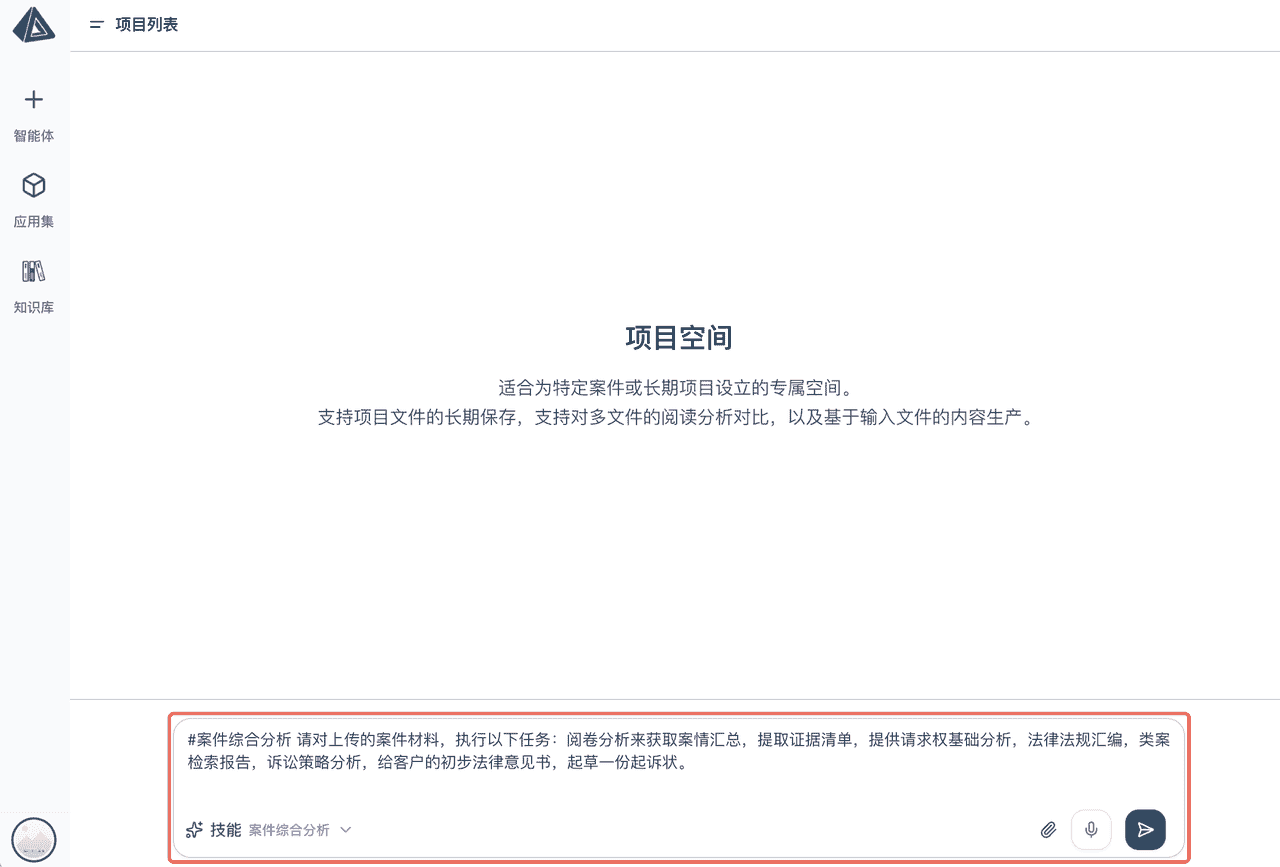 项目列表
智能体
应用集
知识库
项目空间
适合为特定案件或长期项目设立的专属空间。
支持项目文件的长期保存，支持对多文件的阅读分析对比，以及基于输入文件的内容生产。
#案件综合分析 请对上传的案件材料，执行以下任务：阅卷分析来获取案情汇总，提取证据清单，提供请求权基础分析，法律法规汇编，类案
检索报告，诉讼策略分析，给客户的初步法律意见书，起草一份起诉状。
技能 案件综合分析